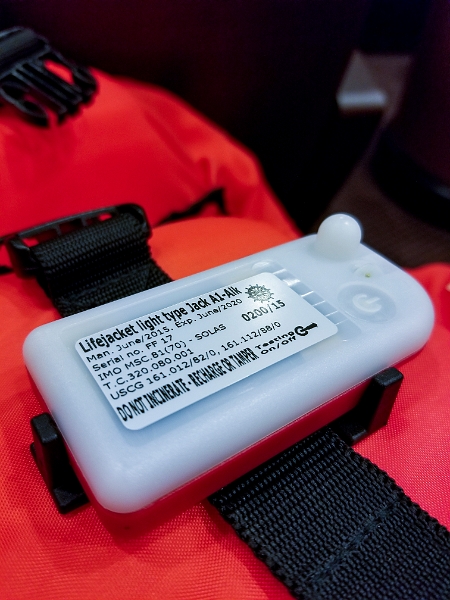 Lifejacket light type Jack A1-Alk
Man. June/2015, Exp. June/2020
Serial no. FF 17
0200/15
IMO MSC.81(70) - SOLAS
T.C.320.080.001
USCG 161.012/82/0, 161.112/88/0
DO NOT INCINERATE - RECHARGE OR TAMPER
Testing
On/Off